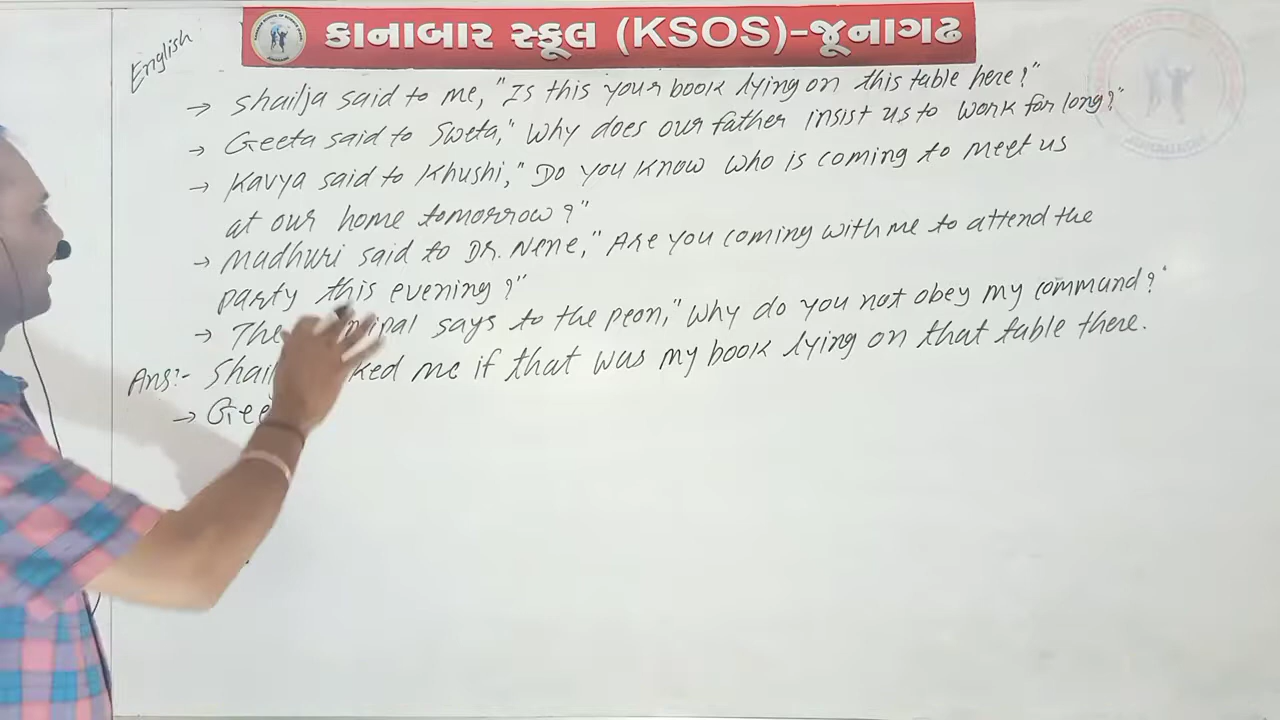 કાનાબાર સ્કૂલ (KSOS)-જૂનાગઢ
English
→ Shailja said to me, "Is this your book lying on this table here?"
→ Geeta said to Sweta, "Why does our father insist us to work for long?"
→ Kavya said to Khushi, "Do you know who is coming to meet us
at our home tomorrow?"
→ Madhuri said to Dr. Nene, "Are you coming with me to attend the
party this evening?"
→ The says to the peon, "Why do you not obey my command?"
Ans:- me if that was my book lying on that table there.
→